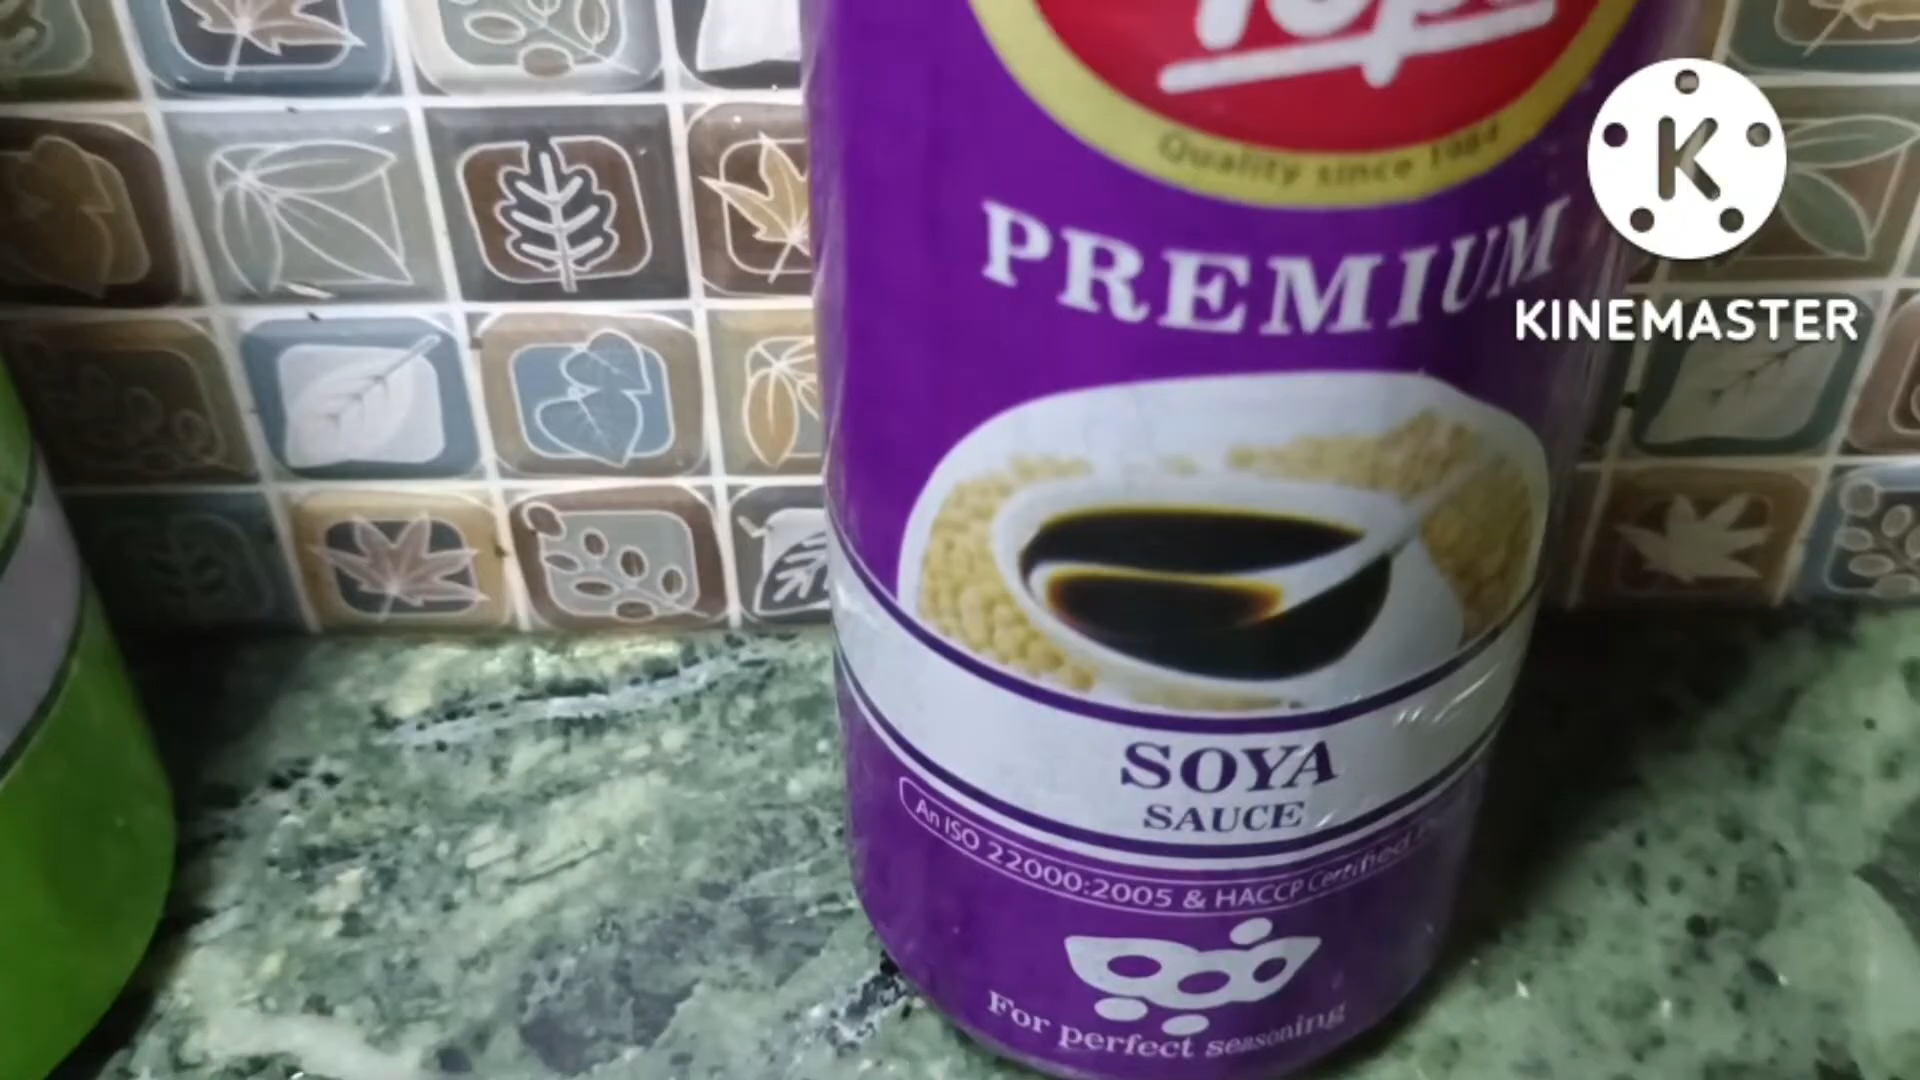 Quality since 1984
PREMIUM
KINEMASTER
SOYA
SAUCE
An ISO 22000:2005 & HACCP Certified
For perfect seasoning